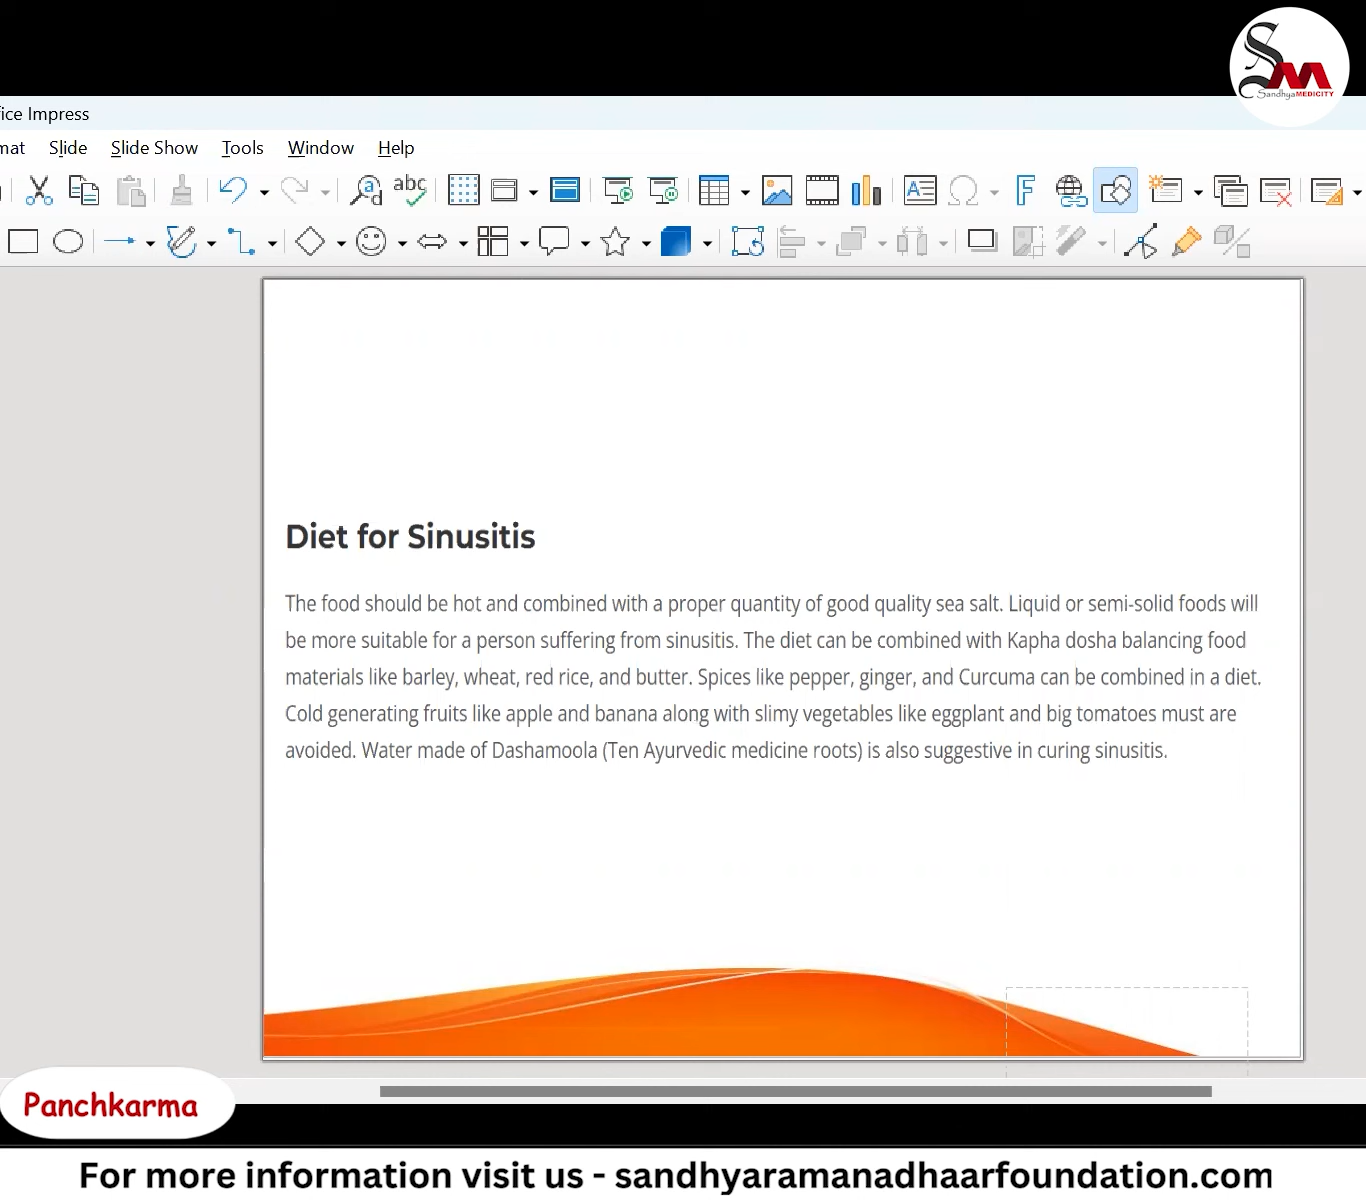 SM
SandhyaMEDICITY
ice Impress
mat Slide Slide Show Tools Window Help
Diet for Sinusitis
The food should be hot and combined with a proper quantity of good quality sea salt. Liquid or semi-solid foods will
be more suitable for a person suffering from sinusitis. The diet can be combined with Kapha dosha balancing food
materials like barley, wheat, red rice, and butter. Spices like pepper, ginger, and Curcuma can be combined in a diet.
Cold generating fruits like apple and banana along with slimy vegetables like eggplant and big tomatoes must are
avoided. Water made of Dashamoola (Ten Ayurvedic medicine roots) is also suggestive in curing sinusitis.
Panchkarma
For more information visit us - sandhyaramanadhaarfoundation.com